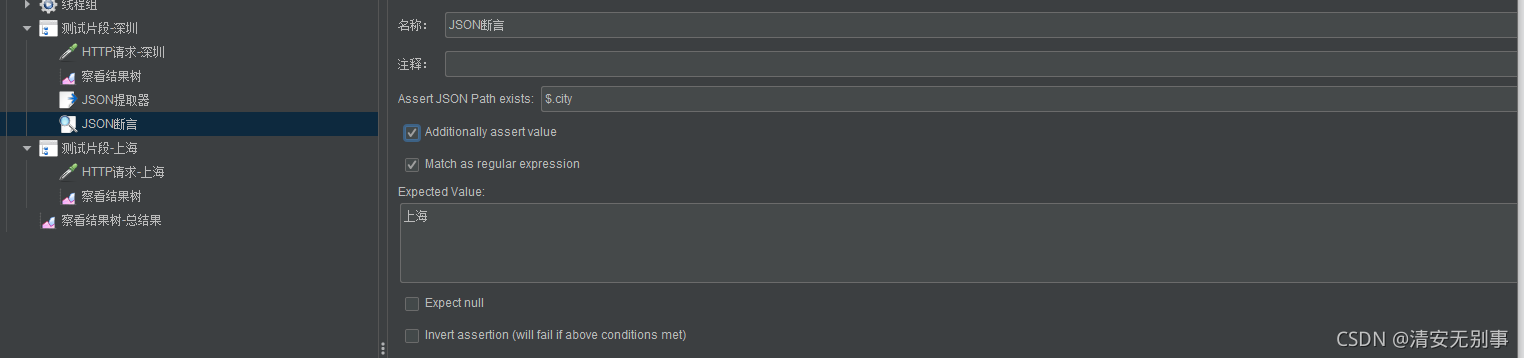 线程组
测试片段-深圳
HTTP请求-深圳
察看结果树
JSON提取器
JSON断言
测试片段-上海
HTTP请求-上海
察看结果树
察看结果树-总结果
名称： JSON断言
注释：
Assert JSON Path exists: $.city
Additionally assert value
Match as regular expression
Expected Value:
上海
Expect null
Invert assertion (will fail if above conditions met)
CSDN @清安无别事